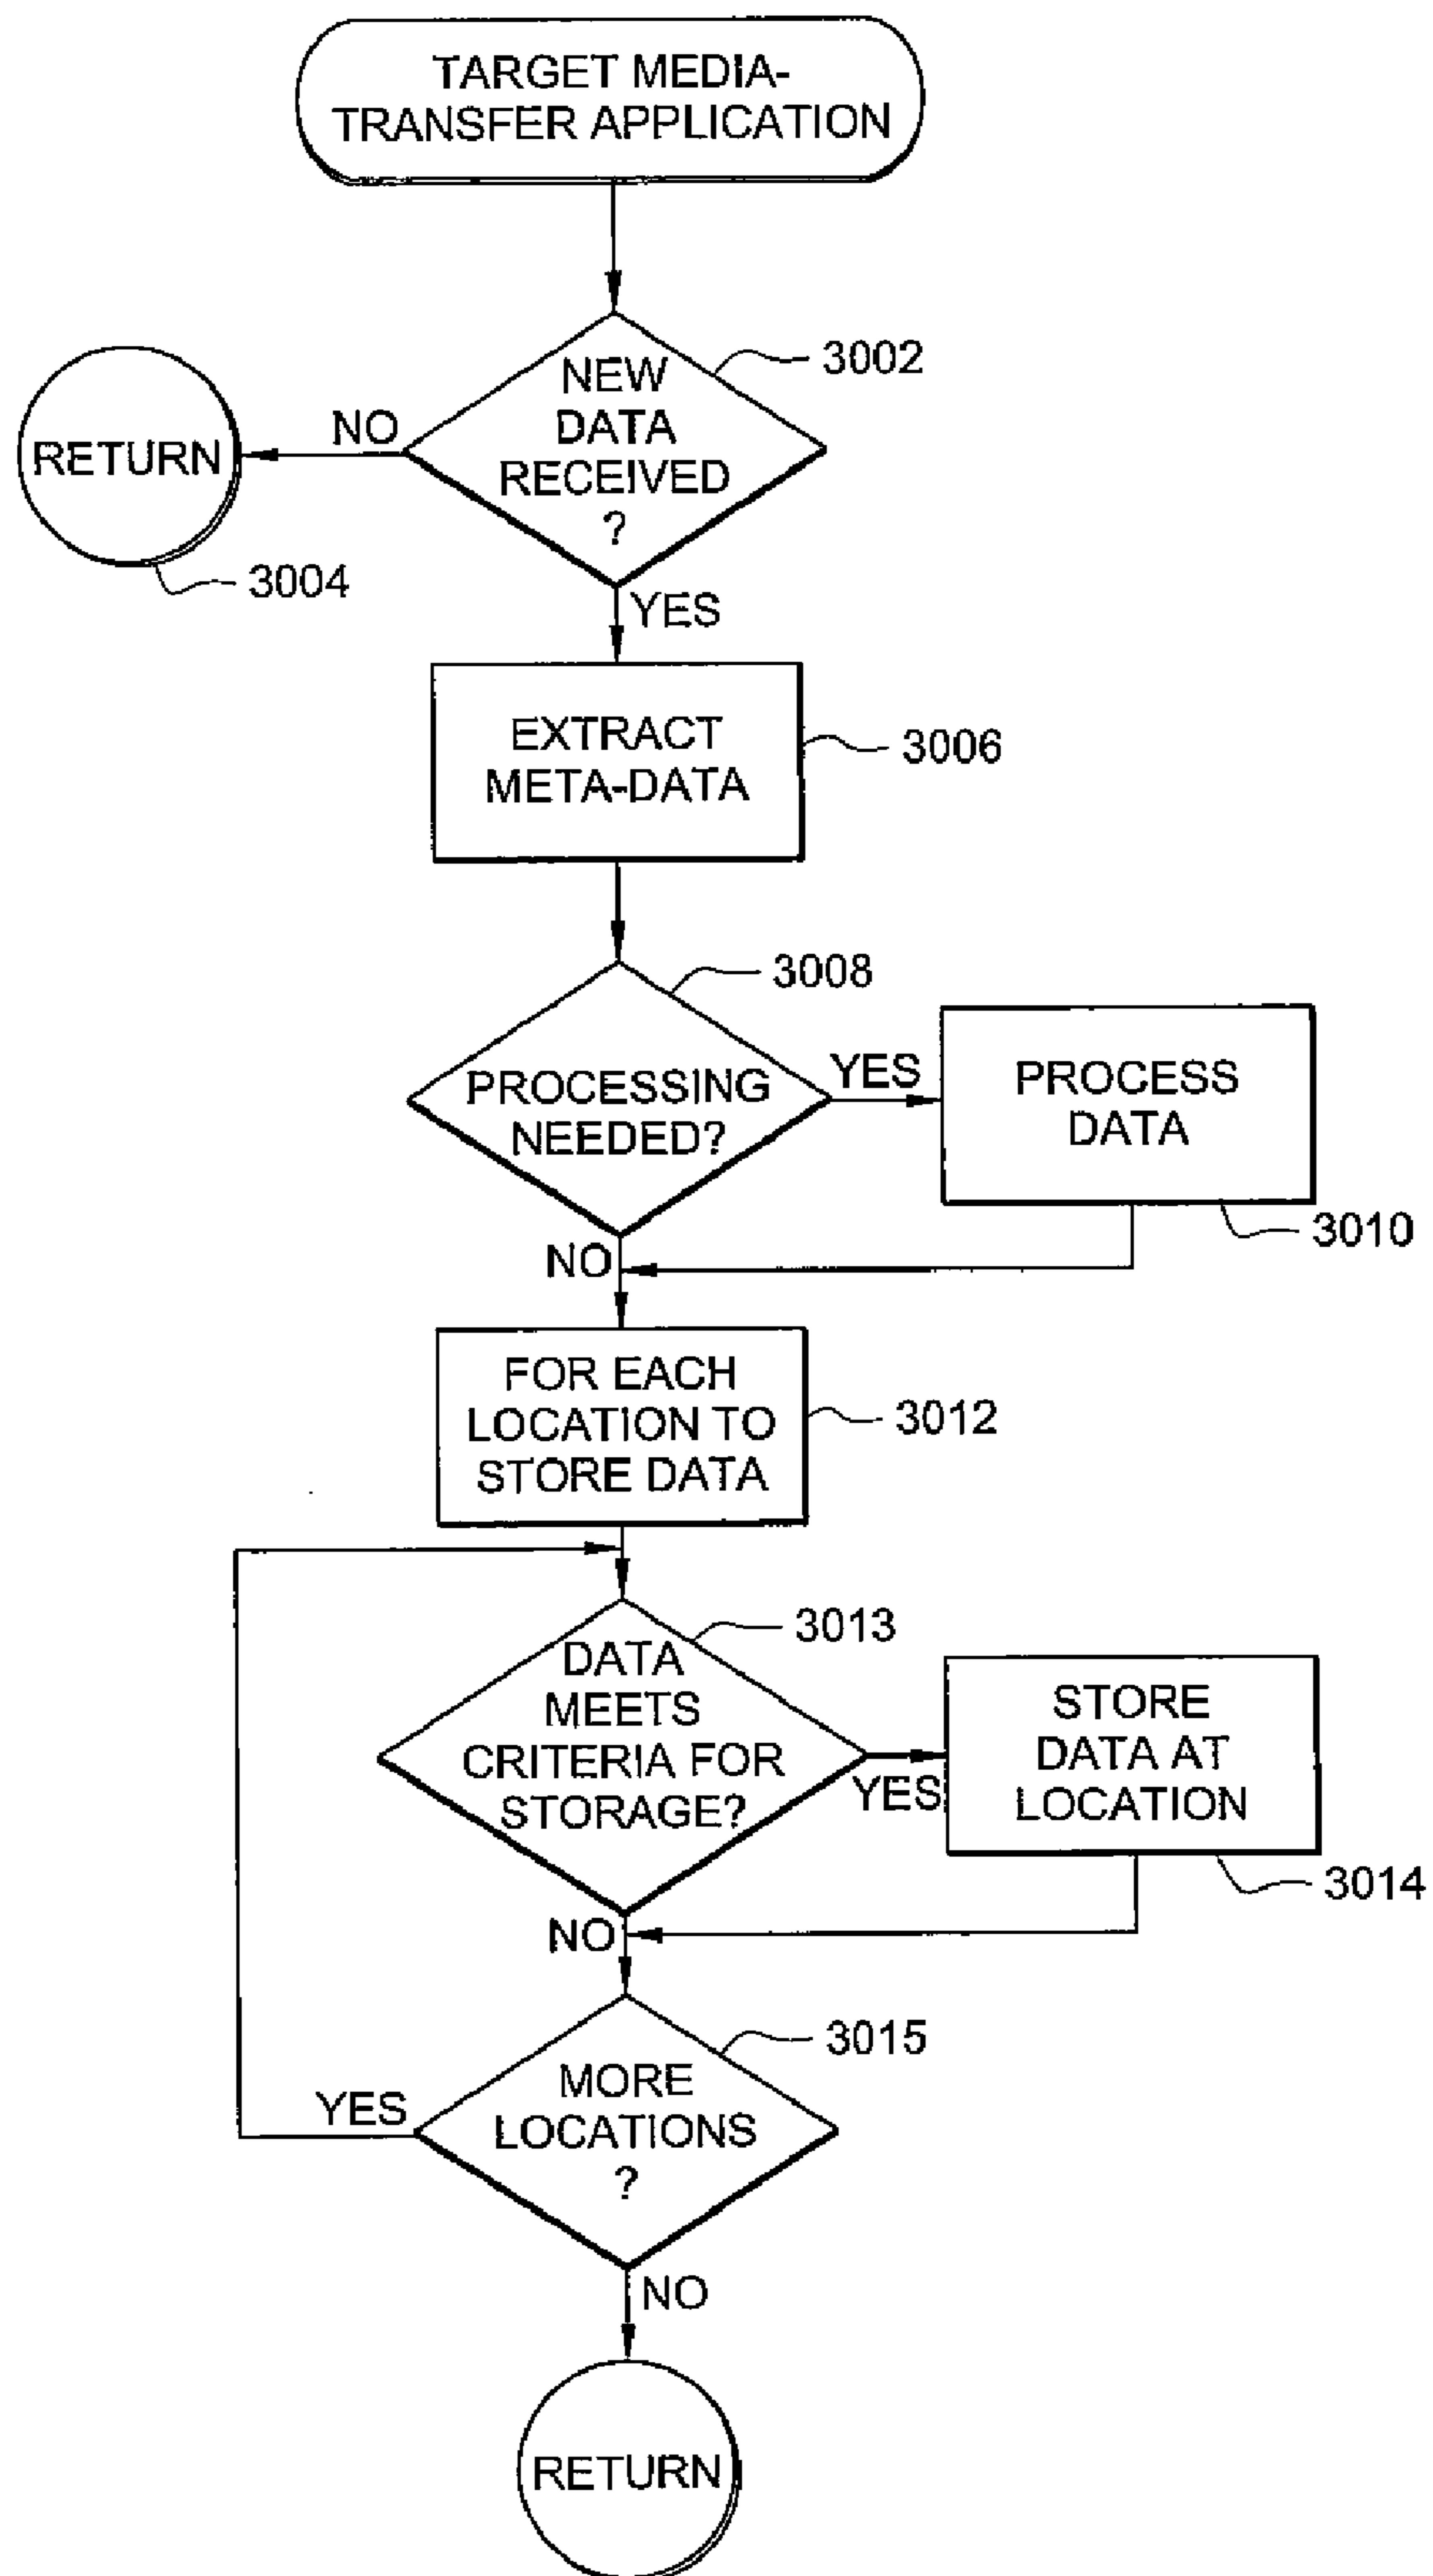 TARGET MEDIA-
TRANSFER APPLICATION
3002
NEW
DATA
RECEIVED
?
NO
RETURN
3004
YES
EXTRACT
META-DATA
3006
3008
PROCESSING
NEEDED?
YES
PROCESS
DATA
3010
NO
FOR EACH
LOCATION TO
STORE DATA
3012
3013
DATA
MEETS
CRITERIA FOR
STORAGE?
YES
STORE
DATA AT
LOCATION
3014
NO
3015
MORE
LOCATIONS
?
YES
NO
RETURN